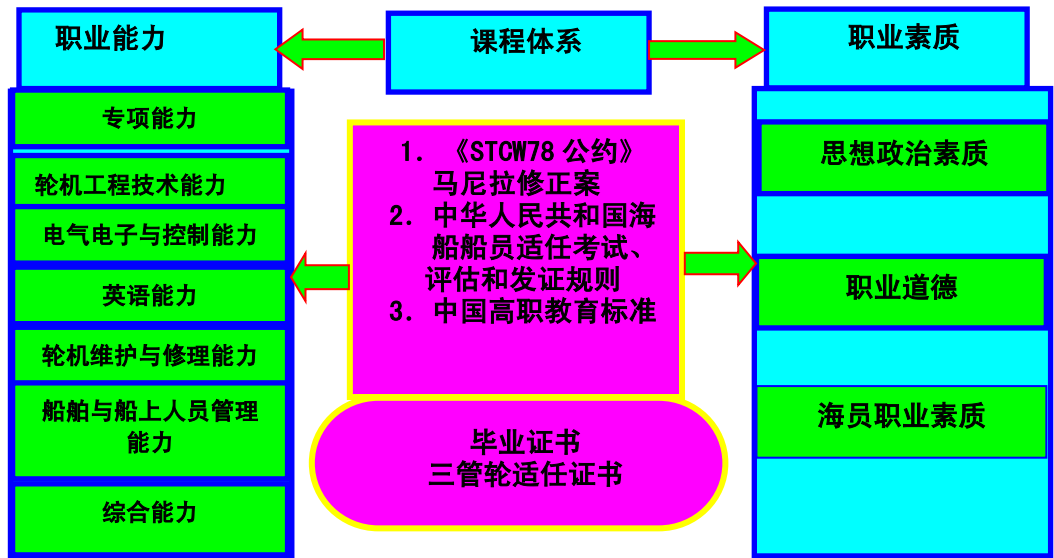 职业能力
课程体系
职业素质
专项能力
轮机工程技术能力
电气电子与控制能力
英语能力
轮机维护与修理能力
船舶与船上人员管理
能力
综合能力
1. 《STCW78 公约》
马尼拉修正案
2. 中华人民共和国海
船船员适任考试、
评估和发证规则
3. 中国高职教育标准
毕业证书
三管轮适任证书
思想政治素质
职业道德
海员职业素质